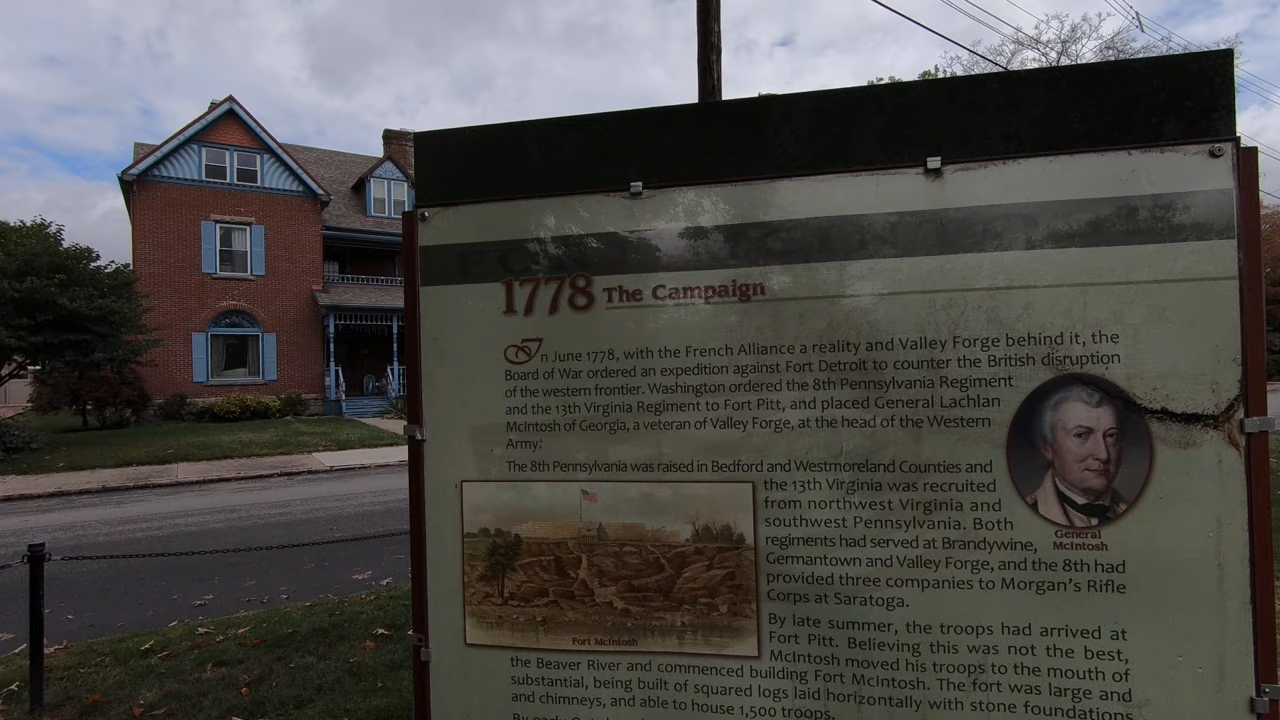 1778 The Campaign
In June 1778, with the French Alliance a reality and Valley Forge behind it, the
Board of War ordered an expedition against Fort Detroit to counter the British disruption
of the western frontier. Washington ordered the 8th Pennsylvania Regiment
and the 13th Virginia Regiment to Fort Pitt, and placed General Lachlan
McIntosh of Georgia, a veteran of Valley Forge, at the head of the Western
Army.
The 8th Pennsylvania was raised in Bedford and Westmoreland Counties and
the 13th Virginia was recruited
from northwest Virginia and
southwest Pennsylvania. Both
regiments had served at Brandywine,
Germantown and Valley Forge, and the 8th had
provided three companies to Morgan's Rifle
Corps at Saratoga.
General
McIntosh
Fort McIntosh
By late summer, the troops had arrived at
Fort Pitt. Believing this was not the best,
McIntosh moved his troops to the mouth of
the Beaver River and commenced building Fort McIntosh. The fort was large and
substantial, being built of squared logs laid horizontally with stone foundations
and chimneys, and able to house 1,500 troops.